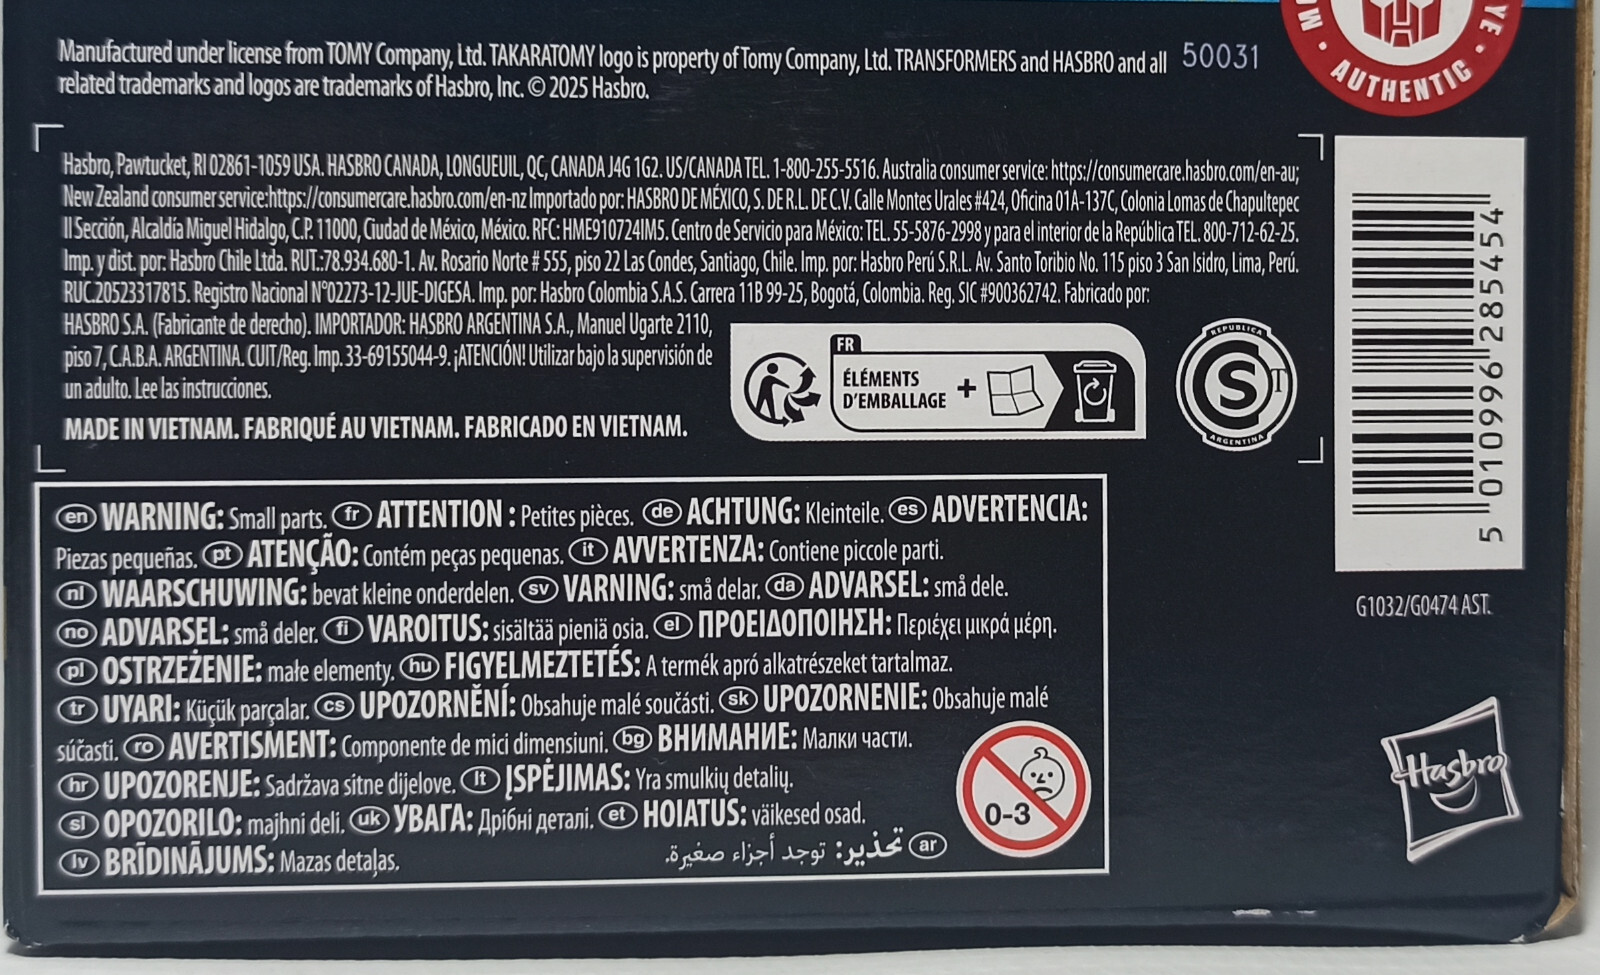 Manufactured under license from TOMY Company, Ltd. TAKARATOMY logo is property of Tomy Company, Ltd. TRANSFORMERS and HASBRO and all 50031
related trademarks and logos are trademarks of Hasbro, Inc. © 2025 Hasbro.
AUTHENTIC
Hasbro, Pawtucket, RI 02861-1059 USA. HASBRO CANADA, LONGUEUIL, QC, CANADA J4G 1G2. US/CANADA TEL. 1-800-255-5516. Australia consumer service: https://consumercare.hasbro.com/en-au;
New Zealand consumer service:https://consumercare.hasbro.com/en-nz Importado por: HASBRO DE MÉXICO, S. DE R.L. DE C.V. Calle Montes Urales #424, Oficina 01A-137C, Colonia Lomas de Chapultepec
II Sección, Alcaldía Miguel Hidalgo, C.P. 11000, Ciudad de México, México. RFC: HME910724IM5. Centro de Servicio para México: TEL. 55-5876-2998 y para el interior de la República TEL. 800-712-62-25.
Imp. y dist. por: Hasbro Chile Ltda. RUT.:78.934.680-1. Av. Rosario Norte # 555, piso 22 Las Condes, Santiago, Chile. Imp. por: Hasbro Perú S.R.L. Av. Santo Toribio No. 115 piso 3 San Isidro, Lima, Perú.
RUC.20523317815. Registro Nacional N°02273-12-JUE-DIGESA. Imp. por: Hasbro Colombia S.A.S. Carrera 11B 99-25, Bogotá, Colombia. Reg. SIC #900362742. Fabricado por:
HASBRO S.A. (Fabricante de derecho). IMPORTADOR: HASBRO ARGENTINA S.A., Manuel Ugarte 2110,
piso 7, C.A.B.A. ARGENTINA. CUIT/Reg. Imp. 33-69155044-9. ¡ATENCIÓN! Utilizar bajo la supervisión de
un adulto. Lee las instrucciones.
MADE IN VIETNAM. FABRIQUÉ AU VIETNAM. FABRICADO EN VIETNAM.
FR
ÉLÉMENTS
D'EMBALLAGE +
REPUBLICA
S T
ARGENTINA
5 010996 285454
G1032/G0474 AST.
en WARNING: Small parts. fr ATTENTION : Petites pièces. de ACHTUNG: Kleinteile. es ADVERTENCIA:
Piezas pequeñas. pt ATENÇÃO: Contém peças pequenas. it AVVERTENZA: Contiene piccole parti.
nl WAARSCHUWING: bevat kleine onderdelen. sv VARNING: små delar. da ADVARSEL: små dele.
no ADVARSEL: små deler. fi VAROITUS: sisältää pieniä osia. el ΠΡΟΕΙΔΟΠΟΙΗΣΗ: Περιέχει μικρά μέρη.
pl OSTRZEŻENIE: małe elementy. hu FIGYELMEZTETÉS: A termék apró alkatrészeket tartalmaz.
tr UYARI: Küçük parçalar. cs UPOZORNĚNÍ: Obsahuje malé součásti. sk UPOZORNENIE: Obsahuje malé
súčasti. ro AVERTISMENT: Componente de mici dimensiuni. bg ВНИМАНИЕ: Малки части.
hr UPOZORENJE: Sadržava sitne dijelove. lt ĮSPĖJIMAS: Yra smulkių detalių.
sl OPOZORILO: majhni deli. uk УВАГА: Дрібні деталі. et HOIATUS: väikesed osad.
lv BRĪDINĀJUMS: Mazas detaļas.
ar تحذير: توجد أجزاء صغيرة.
0-3
Hasbro